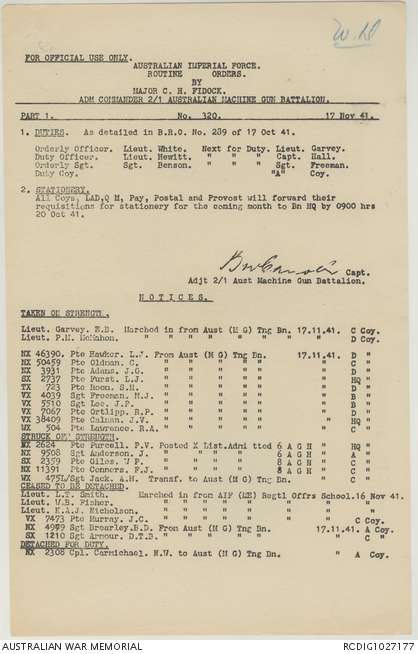 W.D
FOR OFFICIAL USE ONLY.
AUSTRALIAN IMPERIAL FORCE.
ROUTINE ORDERS.
BY
MAJOR C. H. FIDOCK.
ADM COMMANDER 2/1 AUSTRALIAN MACHINE GUN BATTALION.
PART 1. No. 320. 17 Nov 41.
1. DUTIES. As detailed in B.R.O. No. 289 of 17 Oct 41.
Orderly Officer. Lieut. White. Next for Duty. Lieut. Garvey.
Duty Officer. Lieut. Hewitt. " " " Capt. Hall.
Orderly Sgt. Sgt. Benson. " " " Sgt. Freeman.
Duty Coy. "A" Coy.
2. STATIONERY.
All Coys, LAD, Q M, Pay, Postal and Provost will forward their
requisitions for stationery for the coming month to Bn HQ by 0900 hrs
20 Oct 41.
Capt.
Adjt 2/1 Aust Machine Gun Battalion.
NOTICES.
TAKEN ON STRENGTH.
Lieut. Garvey. E.B. Marched in from Aust (M G) Tng Bn. 17.11.41. C Coy.
Lieut. P.M. McMahon. " " " " " " " " D Coy.
NX 46390. Pte Hawker. L.J. From Aust (M G) Tng Bn. 17.11.41. D "
NX 50459 Pte Oldman. C. " " " " " " C "
NX 3931 Pte Adams. J.G. " " " " " " D "
SX 2737 Pte Furst. L.J. " " " " " " HQ "
TX 723 Pte Hoon. S.H. " " " " " " D "
VX 4039 Sgt Freeman. N.J. " " " " " " B "
VX 5510 Sgt Lee. J.P. " " " " " " B "
VX 7067 Pte Ortlipp. R.P. " " " " " " D "
VX 38409 Pte Calnan. J.V. " " " " " " HQ "
WX 504 Pte Lawrence. R.A. " " " " " " C "
STRUCK OFF STRENGTH.
NX 2624 Pte Purcell. P.V. Posted X List. Admitted 6 A G H " HQ "
NX 9508 Sgt Anderson. J. " " " " 6 A G H " A "
SX 2359 Pte Giles. W F. " " " " 8 A G H " C "
NX 11391 Pte Conners. F.J. " " " " 8 A G H " C "
WX 4751/Sgt Jack. A.H. Transf. to Aust (M G) Tng Bn. " D Coy.
CEASED TO BE DETACHED.
Lieut. L.T. Smith. Marched in from AIF (ME) Regtl Offrs School. 16 Nov 41.
Lieut. W.B. Fisher. " " " " " " " "
Lieut. E.A.J. Nicholson. " " " " " " " "
VX 7473 Pte Murray. J.C. " " " " " " C Coy.
NX 4979 Sgt Brearley. B.D. From Aust (M G) Tng Bn. 17.11.41. A Coy.
SX 1210 Sgt Armour. D.T.B. " " " " " " C "
DETACHED FOR DUTY.
NX 2308 Cpl. Carmichael. N.W. to Aust (M G) Tng Bn. " A Coy.
AUSTRALIAN WAR MEMORIAL
RCDIG1027177